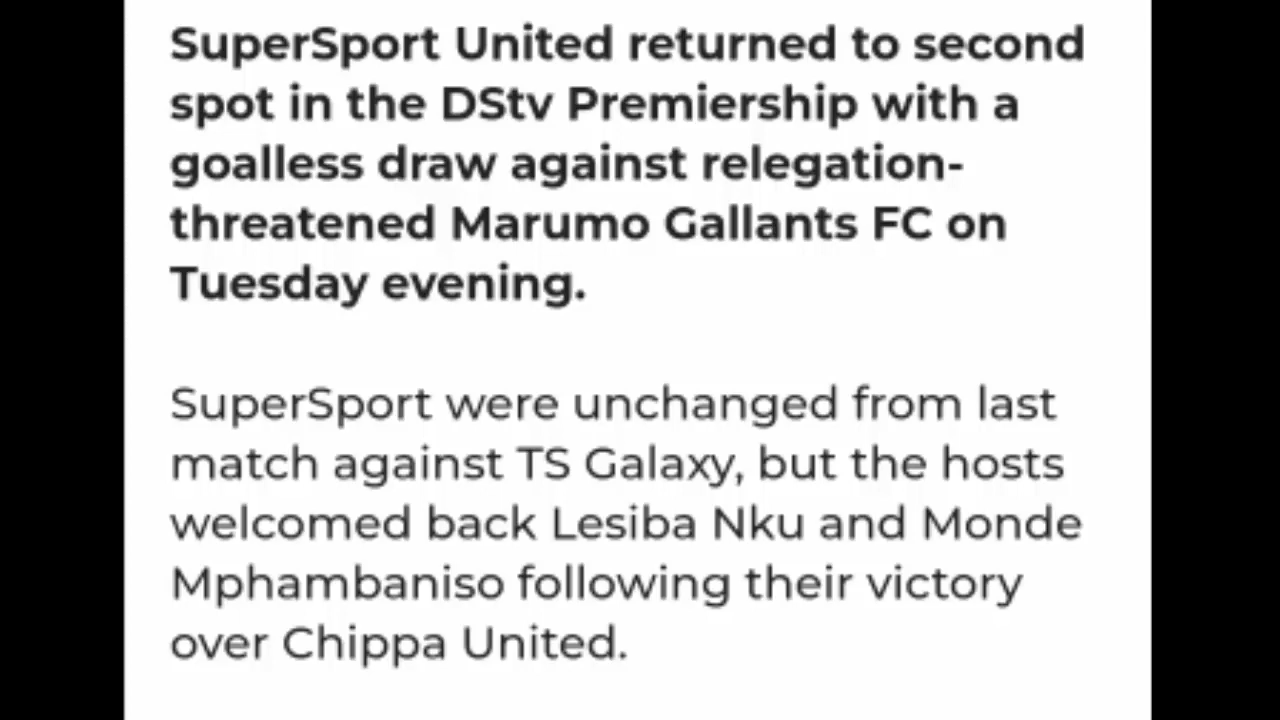 SuperSport United returned to second
spot in the DStv Premiership with a
goalless draw against relegation-
threatened Marumo Gallants FC on
Tuesday evening.
SuperSport were unchanged from last
match against TS Galaxy, but the hosts
welcomed back Lesiba Nku and Monde
Mphambaniso following their victory
over Chippa United.